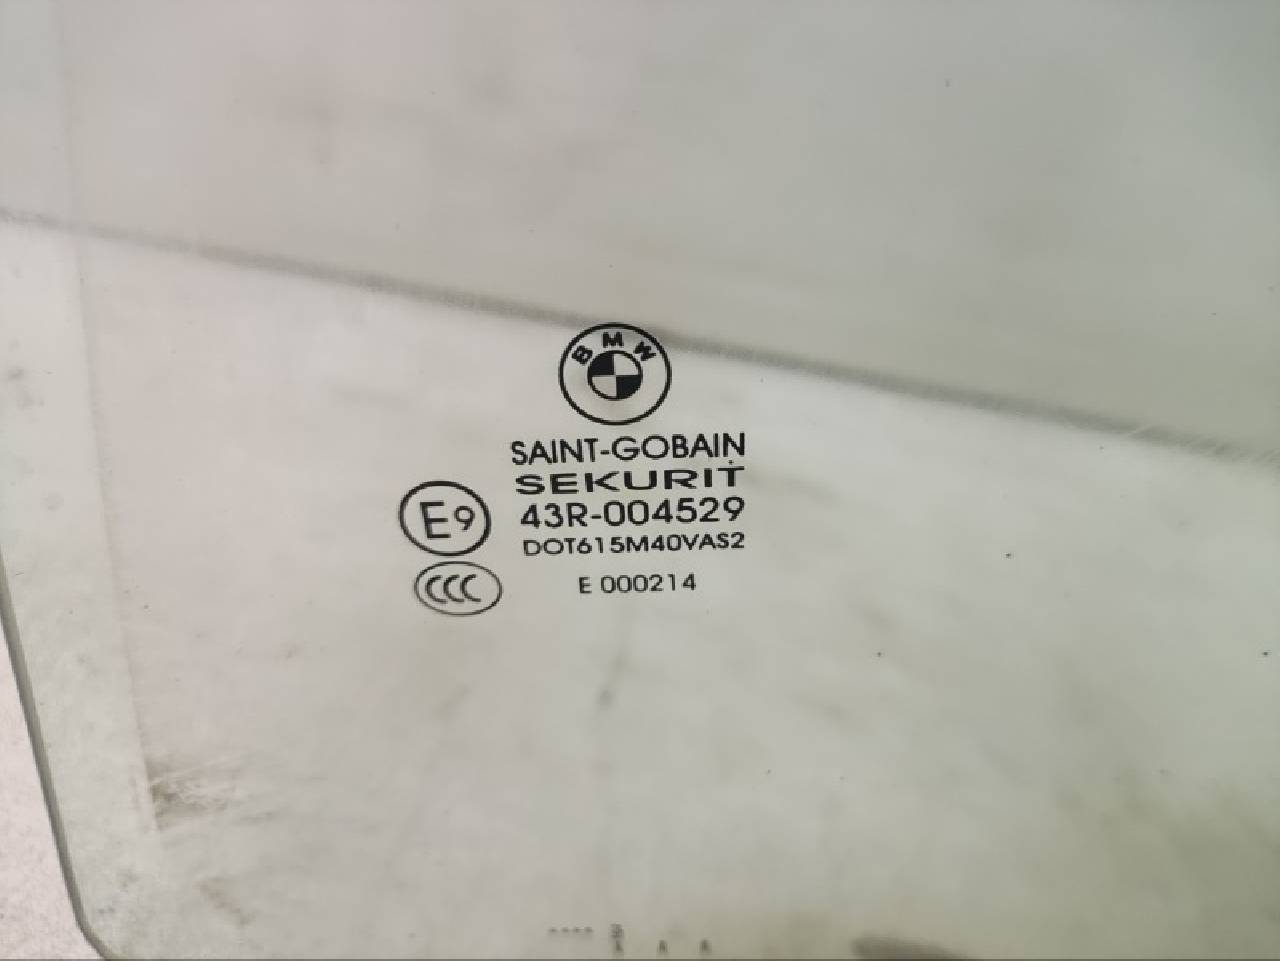 BMW
SAINT-GOBAIN
SEKURIT
E9
43R-004529
DOT615M40VAS2
CCC
E 000214